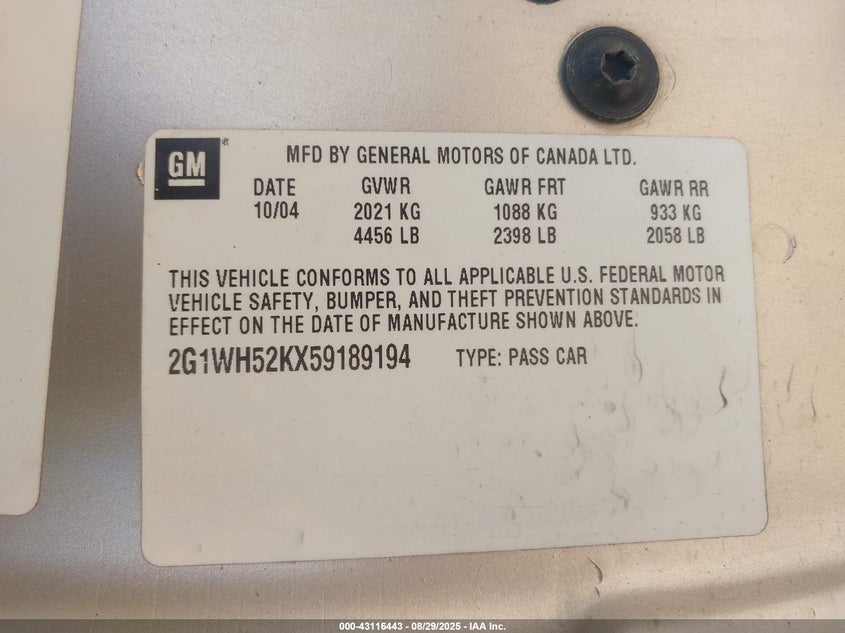 GM ®
MFD BY GENERAL MOTORS OF CANADA LTD.
DATE GVWR GAWR FRT GAWR RR
10/04 2021 KG 1088 KG 933 KG
4456 LB 2398 LB 2058 LB
THIS VEHICLE CONFORMS TO ALL APPLICABLE U.S. FEDERAL MOTOR
VEHICLE SAFETY, BUMPER, AND THEFT PREVENTION STANDARDS IN
EFFECT ON THE DATE OF MANUFACTURE SHOWN ABOVE.
2G1WH52KX59189194 TYPE: PASS CAR
000-43116443 - 08/29/2025 - IAA Inc.